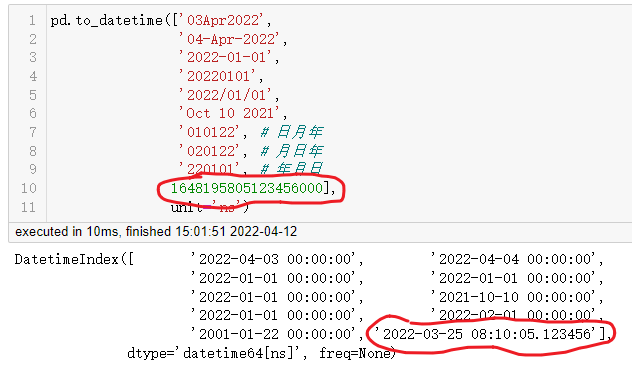 1 pd.to_datetime(['03Apr2022',
2 '04-Apr-2022',
3 '2022-01-01',
4 '20220101',
5 '2022/01/01',
6 'Oct 10 2021',
7 '010122', # 日月年
8 '020122', # 月日年
9 '220101', # 年月日
10 1648195805123456000],
11 unit='ns')
executed in 10ms, finished 15:01:51 2022-04-12
DatetimeIndex([ '2022-04-03 00:00:00', '2022-04-04 00:00:00',
'2022-01-01 00:00:00', '2022-01-01 00:00:00',
'2022-01-01 00:00:00', '2021-10-10 00:00:00',
'2022-01-01 00:00:00', '2022-02-01 00:00:00',
'2001-01-22 00:00:00', '2022-03-25 08:10:05.123456'],
dtype='datetime64[ns]', freq=None)